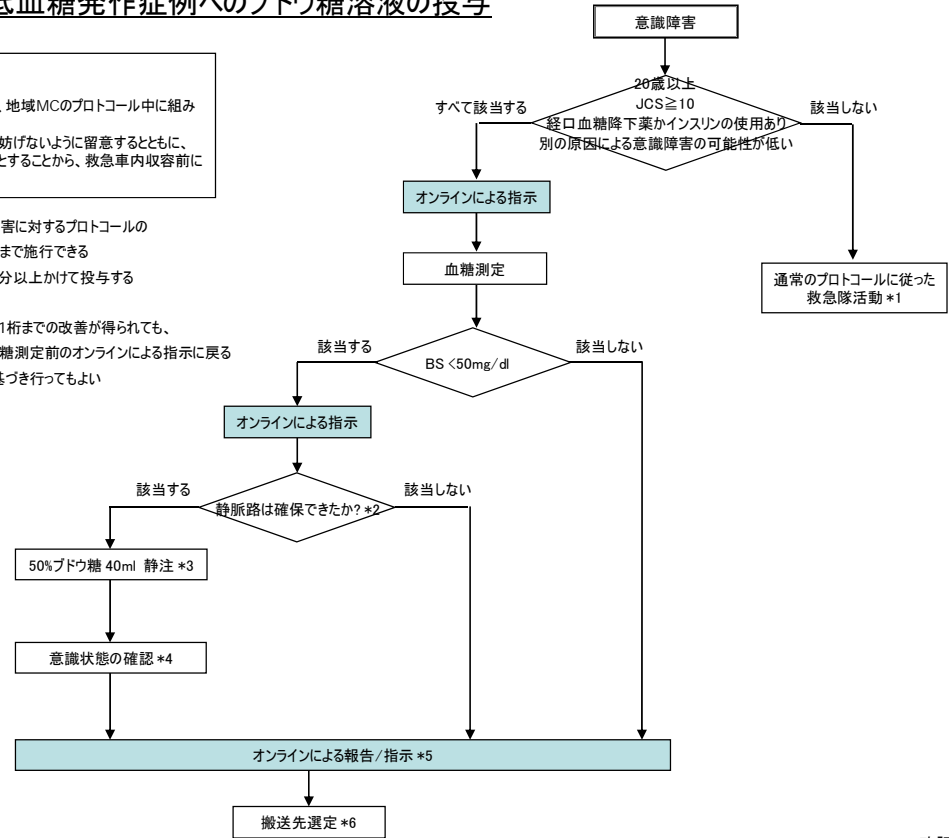 低血糖発作症例へのブドウ糖溶液の投与
、地域MCのプロトコール中に組み
妨げないように留意するとともに、
とすることから、救急車内収容前に
害に対するプロトコールの
まで施行できる
分以上かけて投与する
1桁までの改善が得られても、
糖測定前のオンラインによる指示に戻る
基づき行ってもよい
意識障害
20歳以上
JCS≧10
経口血糖降下薬かインスリンの使用あり
別の原因による意識障害の可能性が低い
すべて該当する
該当しない
オンラインによる指示
血糖測定
通常のプロトコールに従った
救急隊活動 *1
BS <50mg/dl
該当する
該当しない
オンラインによる指示
静脈路は確保できたか? *2
該当する
該当しない
50%ブドウ糖 40ml 静注 *3
意識状態の確認 *4
オンラインによる報告/指示 *5
搬送先選定 *6